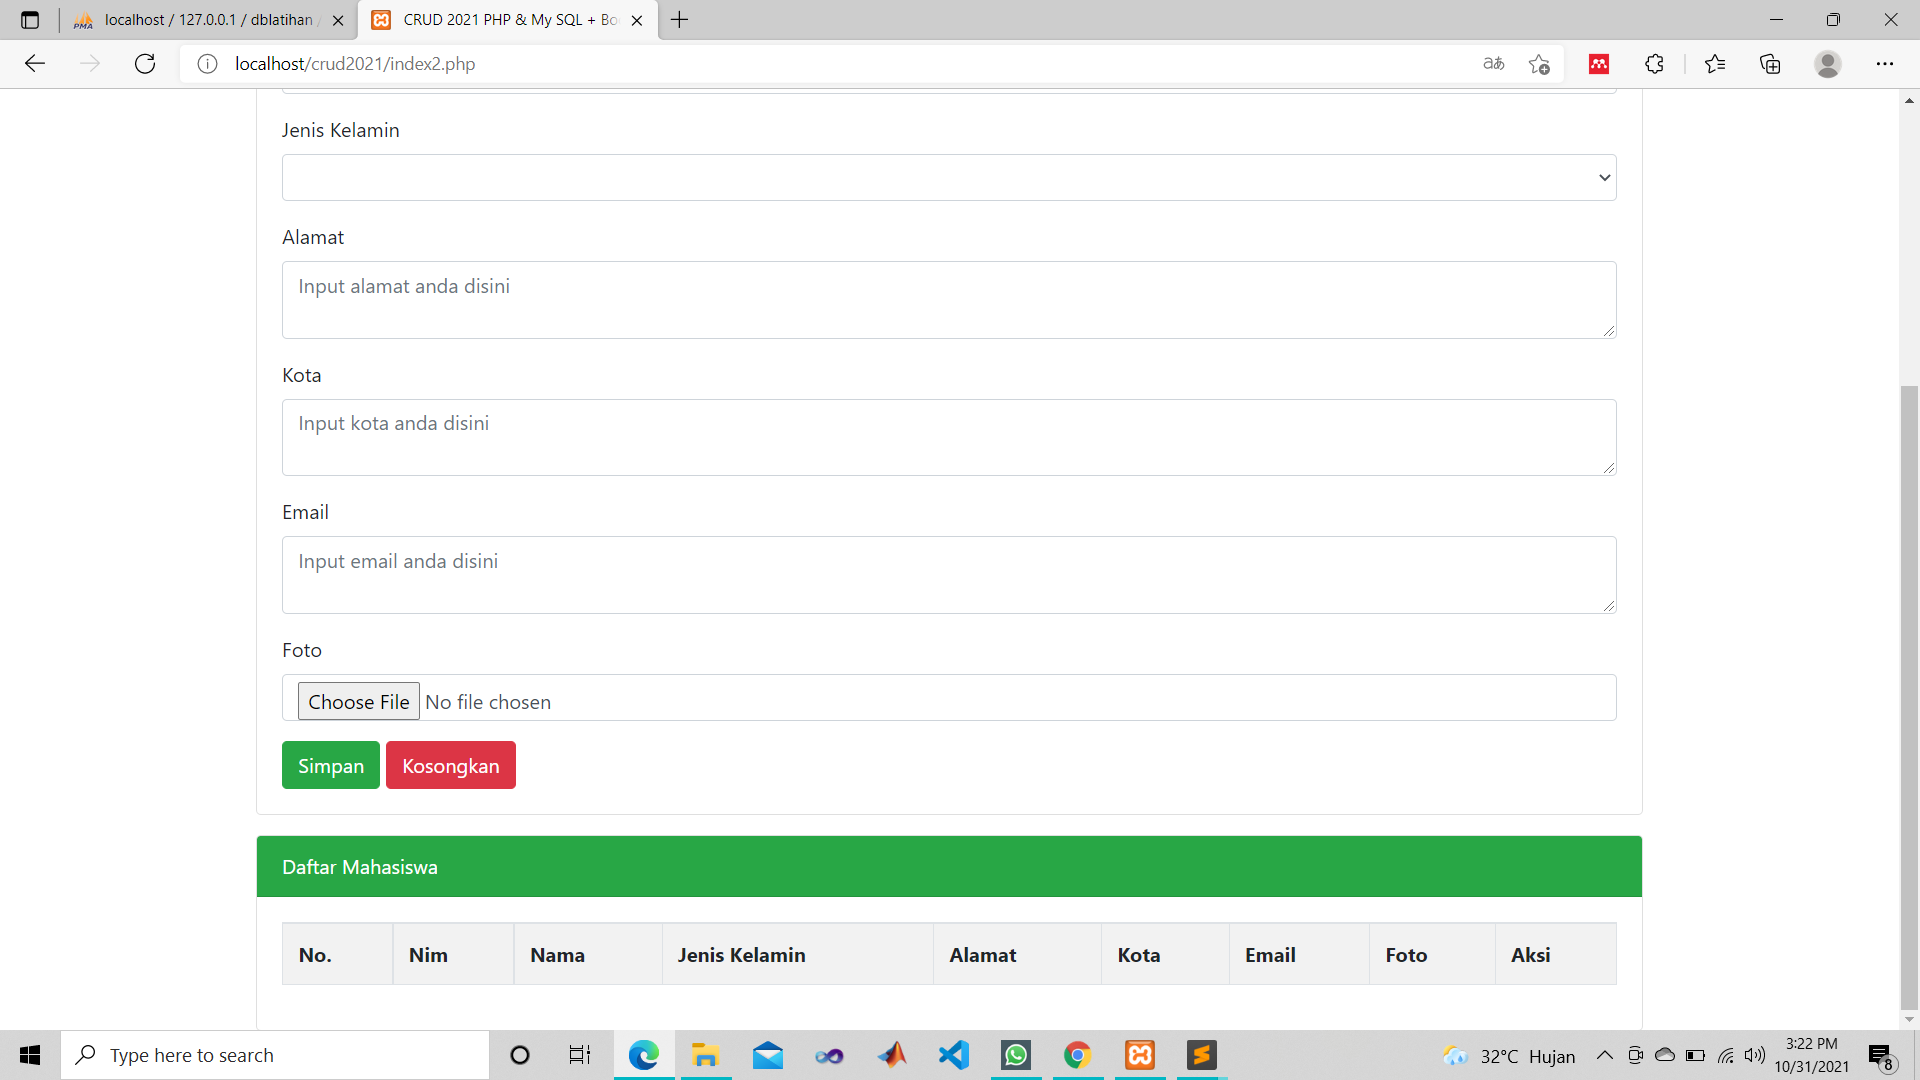 localhost / 127.0.0.1 / dblatihan /
CRUD 2021 PHP & My SQL + Bo
localhost/crud2021/index2.php
Jenis Kelamin
Alamat
Input alamat anda disini
Kota
Input kota anda disini
Email
Input email anda disini
Foto
Choose File No file chosen
Simpan Kosongkan
Daftar Mahasiswa
No. Nim Nama Jenis Kelamin Alamat Kota Email Foto Aksi
Type here to search
32°C Hujan
3:22 PM
10/31/2021
8